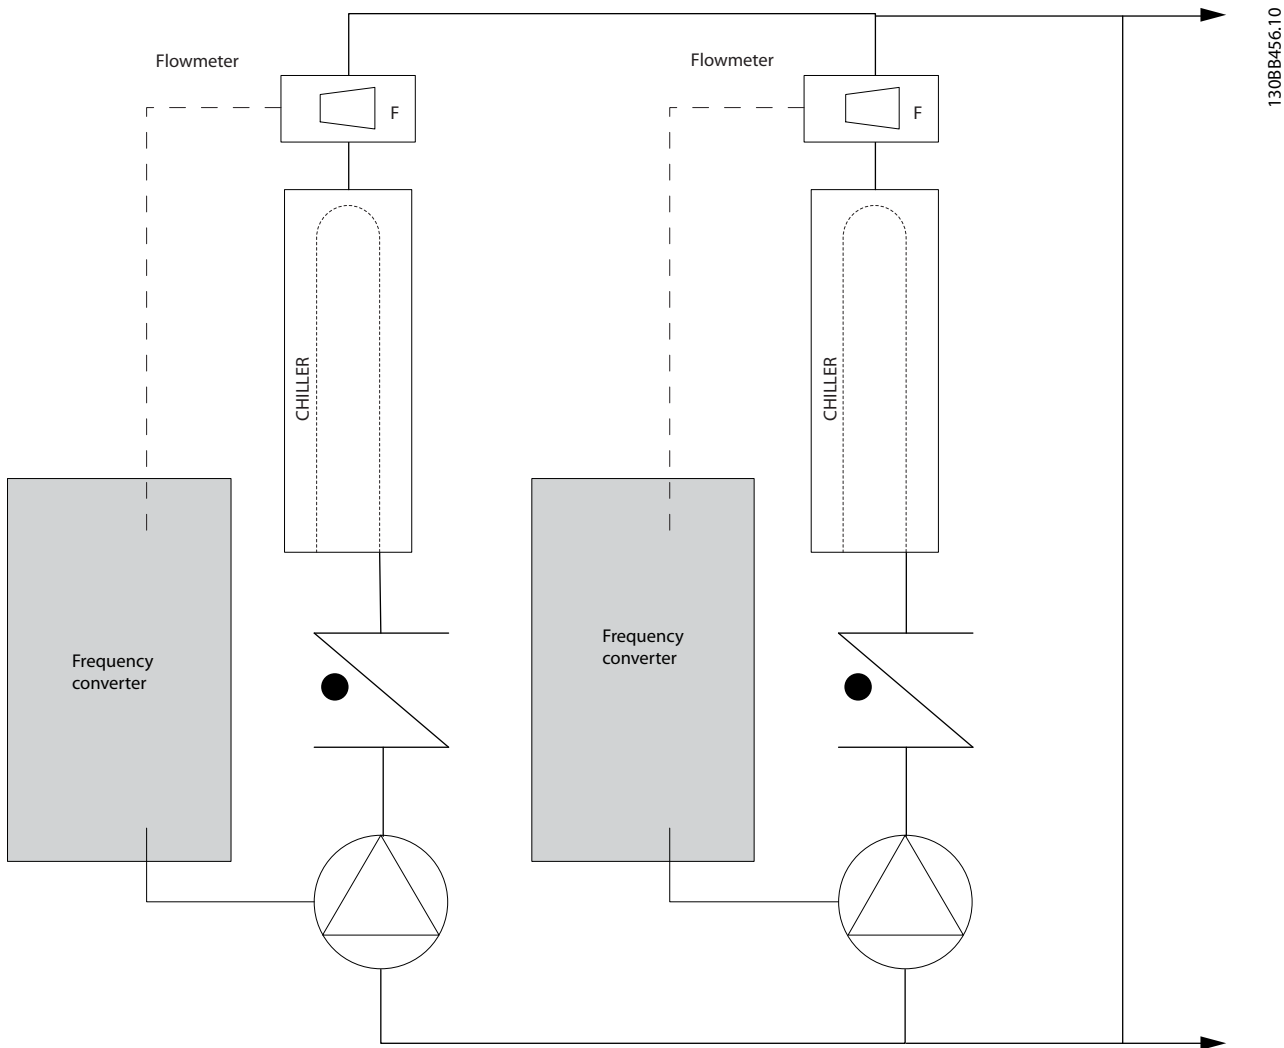 Flowmeter
F
Flowmeter
F
130BB456.10
CHILLER
CHILLER
Frequency
converter
Frequency
converter